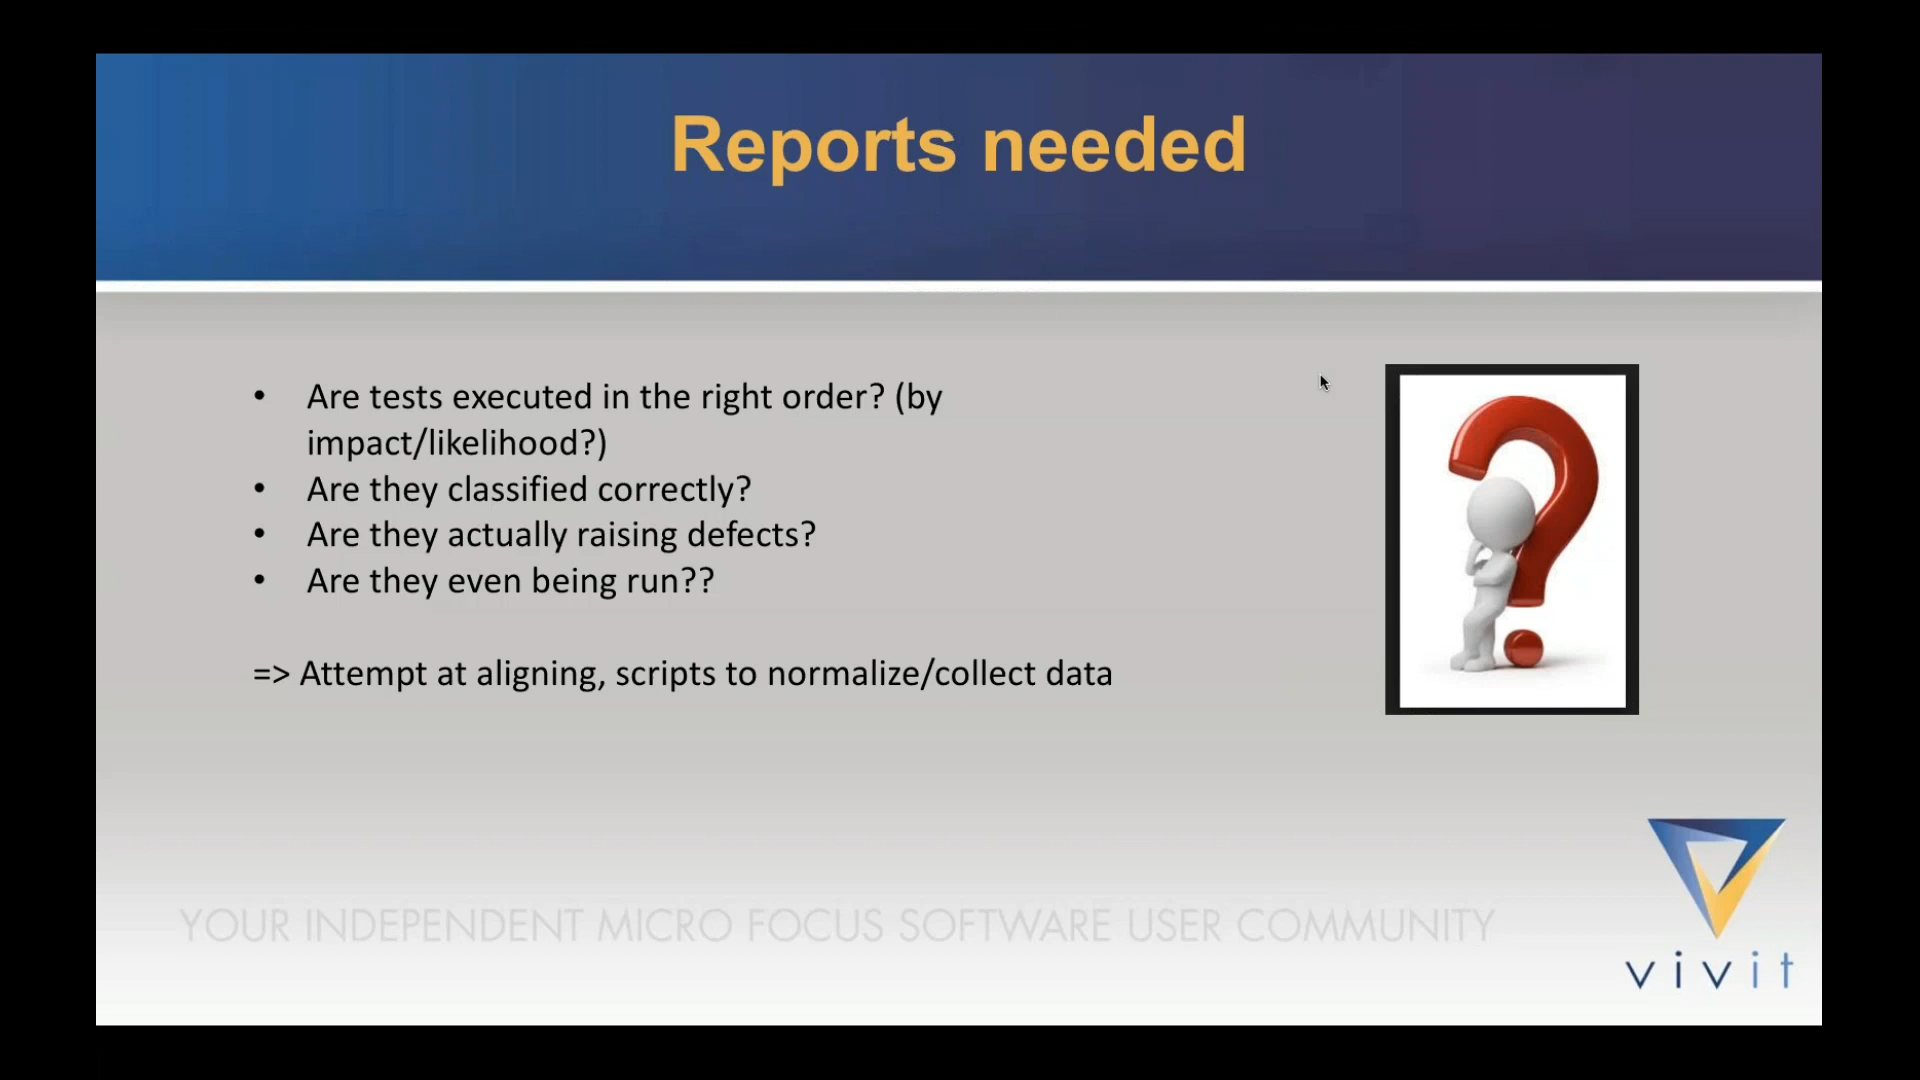 Reports needed
• Are tests executed in the right order? (by
impact/likelihood?)
• Are they classified correctly?
• Are they actually raising defects?
• Are they even being run??
=> Attempt at aligning, scripts to normalize/collect data
YOUR INDEPENDENT MICRO FOCUS SOFTWARE USER COMMUNITY
vivit